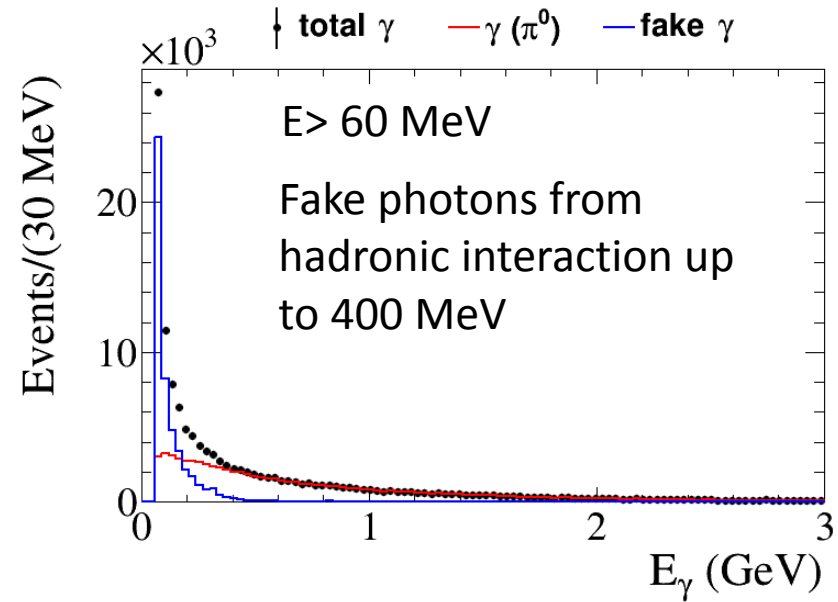 total γ γ (π⁰) fake γ
×10³
E> 60 MeV
Fake photons from
hadronic interaction up
to 400 MeV
Events/(30 MeV)
20
10
0
0 1 2 3
E_γ (GeV)